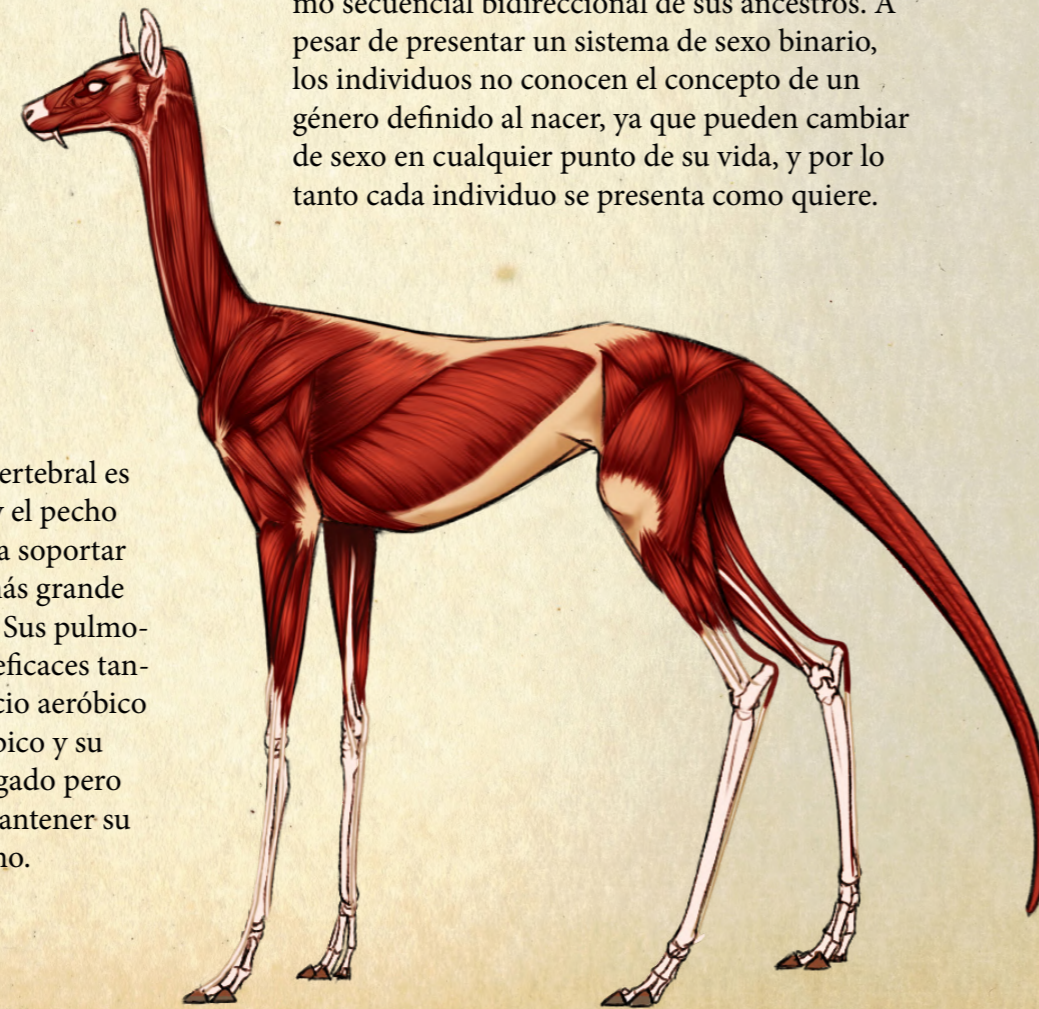 mo secuencial bidireccional de sus ancestros. A
pesar de presentar un sistema de sexo binario,
los individuos no conocen el concepto de un
género definido al nacer, ya que pueden cambiar
de sexo en cualquier punto de su vida, y por lo
tanto cada individuo se presenta como quiere.
ertebral es
y el pecho
a soportar
ás grande
Sus pulmo-
eficaces tan-
cio aeróbico
bico y su
gado pero
antener su
no.